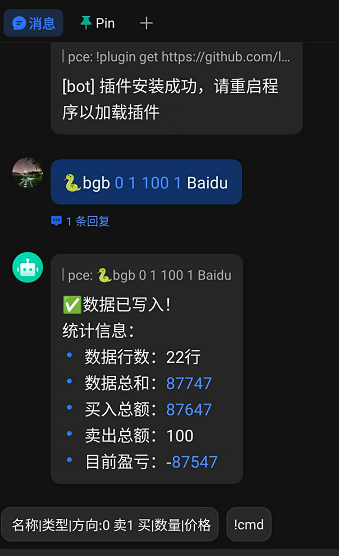 消息 Pin
pce: !plugin get https://github.com/l...
[bot] 插件安装成功，请重启程
序以加载插件
🐍bgb 0 1 100 1 Baidu
1 条回复
pce: 🐍bgb 0 1 100 1 Baidu
✅数据已写入！
统计信息：
• 数据行数：22行
• 数据总和：87747
• 买入总额：87647
• 卖出总额：100
• 目前盈亏：-87547
名称|类型|方向:0 卖1 买|数量|价格 !cmd